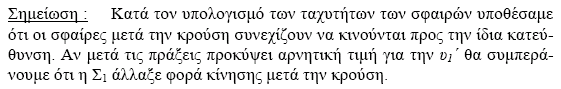 Σημείωση : Κατά τον υπολογισμό των ταχυτήτων των σφαιρών υποθέσαμε
ότι οι σφαίρες μετά την κρούση συνεχίζουν να κινούνται προς την ίδια κατεύ-
θυνση. Αν μετά τις πράξεις προκύψει αρνητική τιμή για την υ₁΄ θα συμπερά-
νουμε ότι η Σ₁ άλλαξε φορά κίνησης μετά την κρούση.